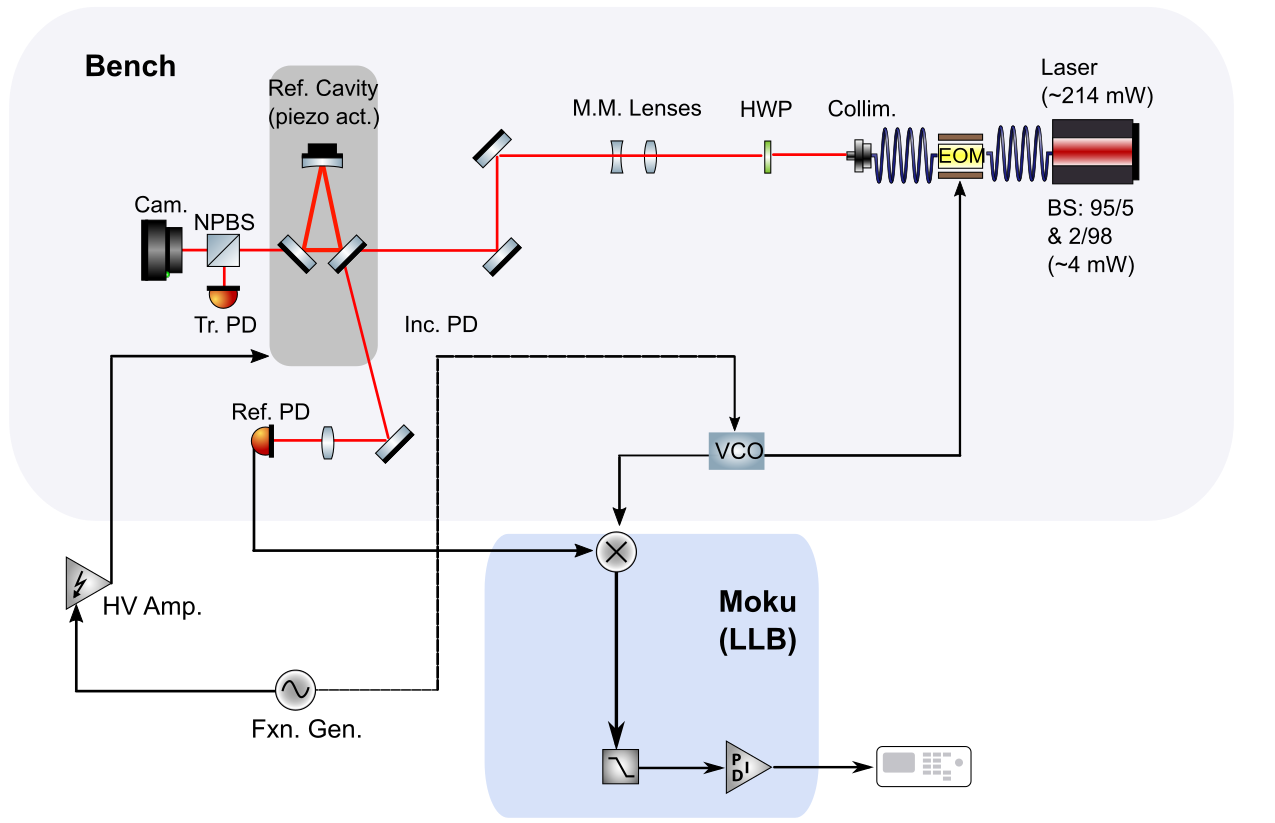 Bench
Ref. Cavity
(piezo act.)
M.M. Lenses
HWP
Collim.
Laser
(~214 mW)
EOM
Cam.
NPBS
BS: 95/5
& 2/98
(~4 mW)
Tr. PD
Inc. PD
Ref. PD
VCO
HV Amp.
Moku
(LLB)
Fxn. Gen.
P
I
D